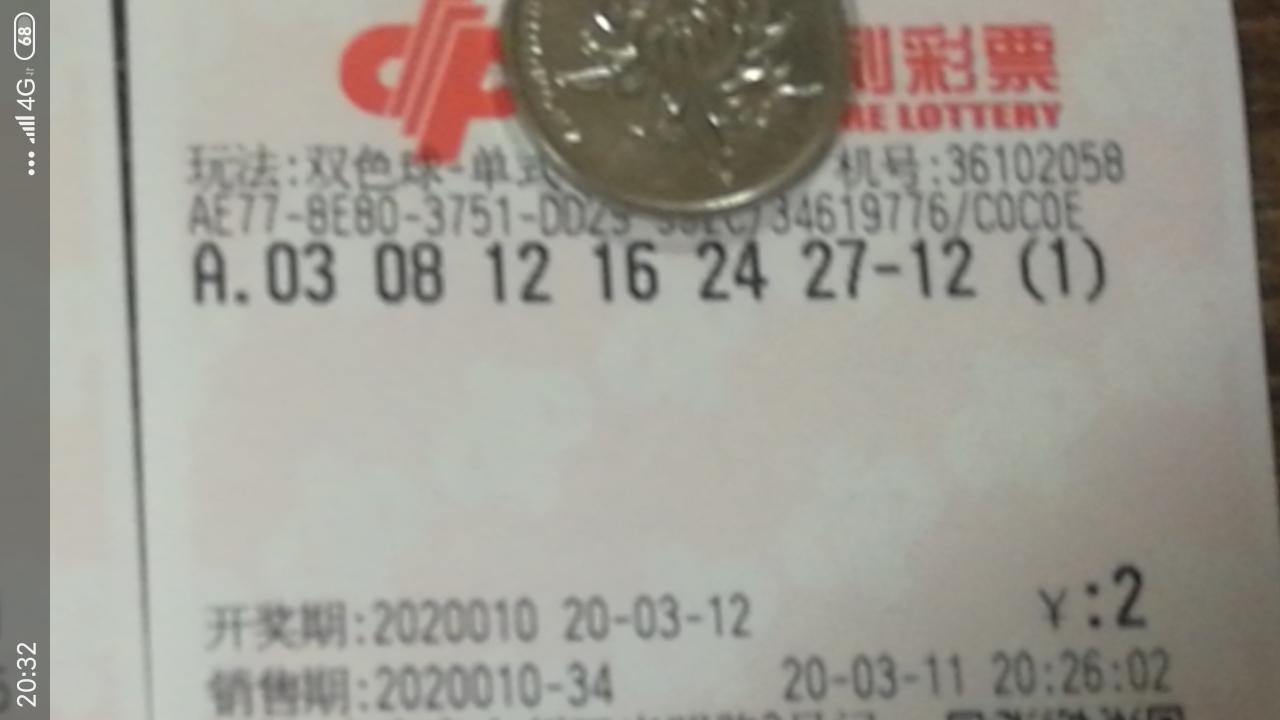 68
4G
20:32
彩票
LOTTERY
玩法:双色球-单式
机号:36102058
AE77-8E80-3751-DD25 34619776/C0C0E
A.03 08 12 16 24 27-12 (1)
开奖期:2020010 20-03-12
¥:2
销售期:2020010-34 20-03-11 20:26:02